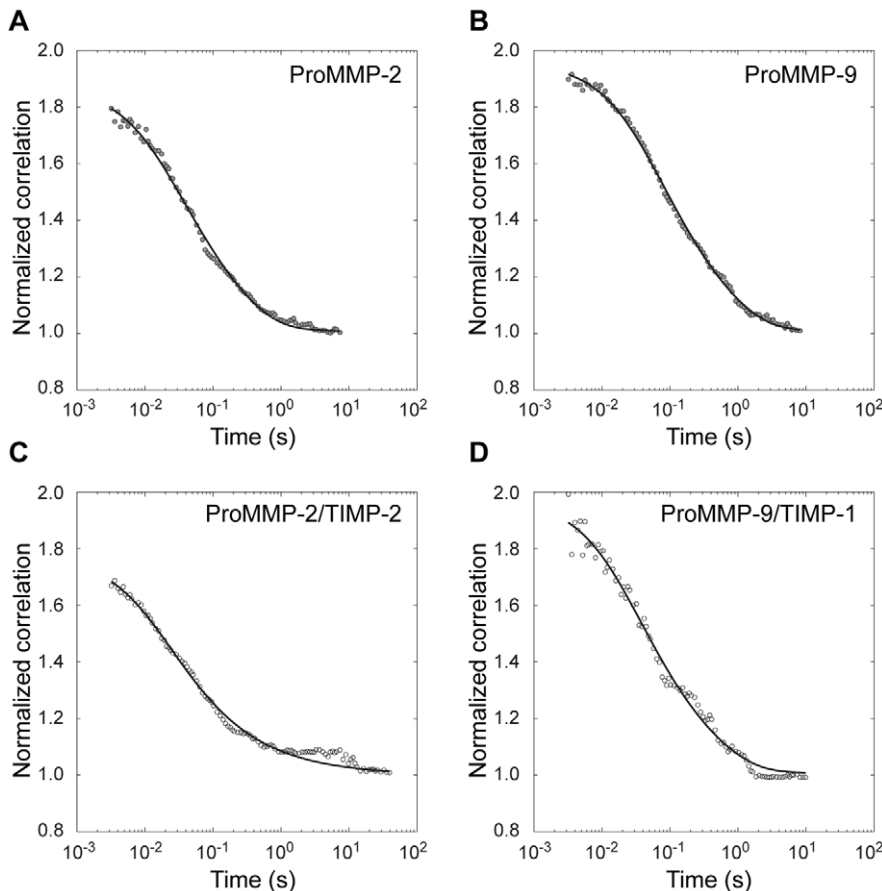 A
ProMMP-2
Normalized correlation
2.0
1.8
1.6
1.4
1.2
1.0
0.8
10⁻³ 10⁻² 10⁻¹ 10⁰ 10¹ 10²
Time (s)
B
ProMMP-9
Normalized correlation
2.0
1.8
1.6
1.4
1.2
1.0
0.8
10⁻³ 10⁻² 10⁻¹ 10⁰ 10¹ 10²
Time (s)
C
ProMMP-2/TIMP-2
Normalized correlation
2.0
1.8
1.6
1.4
1.2
1.0
0.8
10⁻³ 10⁻² 10⁻¹ 10⁰ 10¹ 10²
Time (s)
D
ProMMP-9/TIMP-1
Normalized correlation
2.0
1.8
1.6
1.4
1.2
1.0
0.8
10⁻³ 10⁻² 10⁻¹ 10⁰ 10¹ 10²
Time (s)